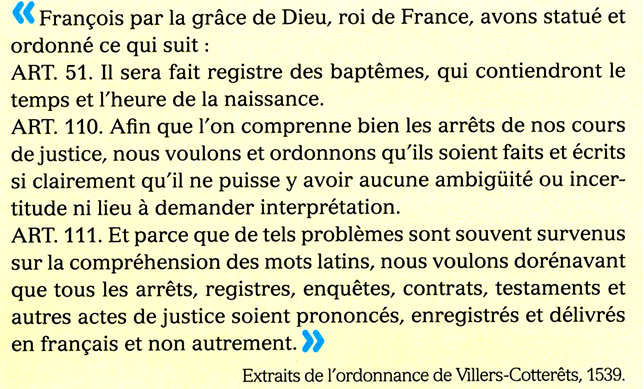 « François par la grâce de Dieu, roi de France, avons statué et
ordonné ce qui suit :
ART. 51. Il sera fait registre des baptêmes, qui contiendront le
temps et l'heure de la naissance.
ART. 110. Afin que l'on comprenne bien les arrêts de nos cours
de justice, nous voulons et ordonnons qu'ils soient faits et écrits
si clairement qu'il ne puisse y avoir aucune ambigüité ou incer-
titude ni lieu à demander interprétation.
ART. 111. Et parce que de tels problèmes sont souvent survenus
sur la compréhension des mots latins, nous voulons dorénavant
que tous les arrêts, registres, enquêtes, contrats, testaments et
autres actes de justice soient prononcés, enregistrés et délivrés
en français et non autrement. »
Extraits de l'ordonnance de Villers-Cotterêts, 1539.